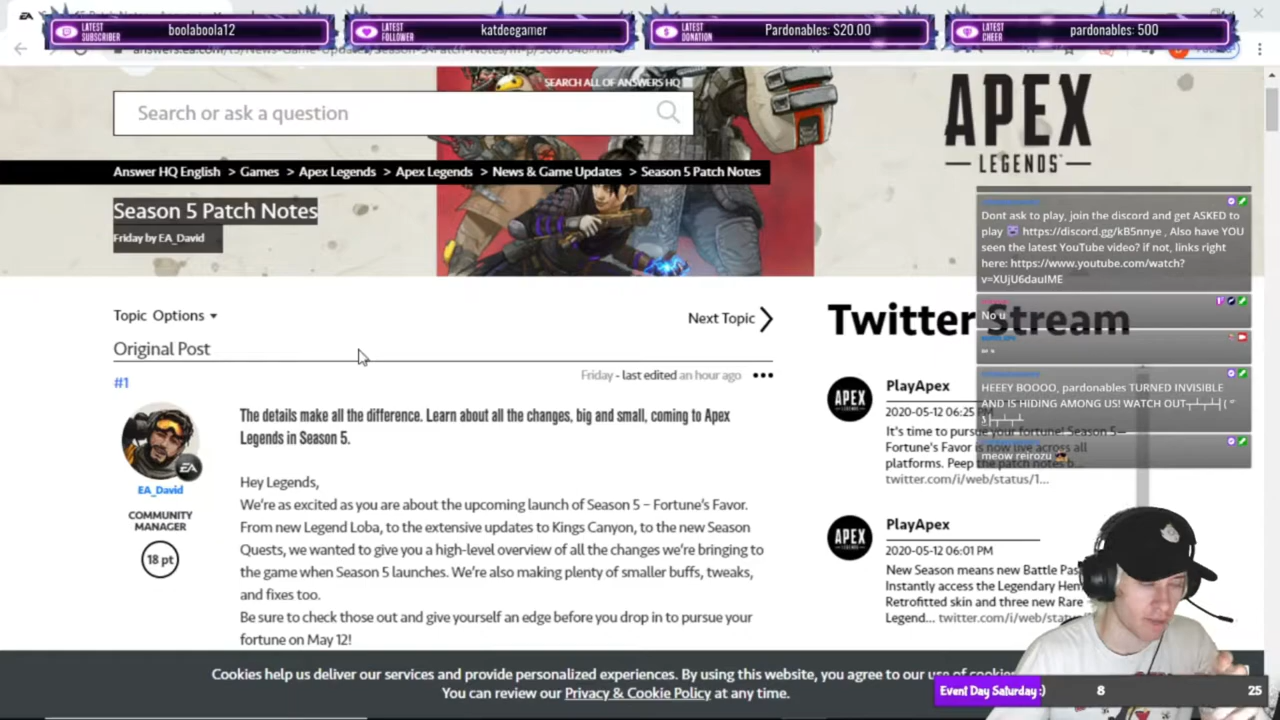 LATEST SUBSCRIBER boolaboola12
LATEST FOLLOWER katdeegamer
LATEST DONATION Pardonables: $20.00
LATEST CHEER pardonables: 500
SEARCH ALL OF ANSWERS HQ
Search or ask a question
APEX
LEGENDS
Answer HQ English > Games > Apex Legends > Apex Legends > News & Game Updates > Season 5 Patch Notes
Season 5 Patch Notes
Friday by EA_David
Topic Options
Next Topic
Original Post
Friday - last edited an hour ago
#1
The details make all the difference. Learn about all the changes, big and small, coming to Apex
Legends in Season 5.
EA
EA_David
COMMUNITY
MANAGER
18 pt
Hey Legends,
We're as excited as you are about the upcoming launch of Season 5 – Fortune's Favor.
From new Legend Loba, to the extensive updates to Kings Canyon, to the new Season
Quests, we wanted to give you a high-level overview of all the changes we're bringing to
the game when Season 5 launches. We're also making plenty of smaller buffs, tweaks,
and fixes too.
Be sure to check those out and give yourself an edge before you drop in to pursue your
fortune on May 12!
Twitter Stream
APEX
PlayApex
2020-05-12 06:25 PM
It's time to pursue your fortune! Season 5—
Fortune's Favor is now live across all
platforms. Peep the patch notes b...
twitter.com/i/web/status/1...
APEX
PlayApex
2020-05-12 06:01 PM
New Season means new Battle Pas
Instantly access the Legendary Hem
Retrofitted skin and three new Rare
Legend... twitter.com/i/web/statu
Dont ask to play, join the discord and get ASKED to
play https://discord.gg/kB5nnye , Also have YOU
seen the latest YouTube video? if not, links right
here: https://www.youtube.com/watch?
v=XUjU6dauIME
No u
HEEEY BOOOO, pardonables TURNED INVISIBLE
AND IS HIDING AMONG US! WATCH OUT
meow reirozu
Cookies help us deliver our services and provide personalized experiences. By using this website, you agree to our use of cookie
You can review our Privacy & Cookie Policy at any time.
Event Day Saturday :) 8 25